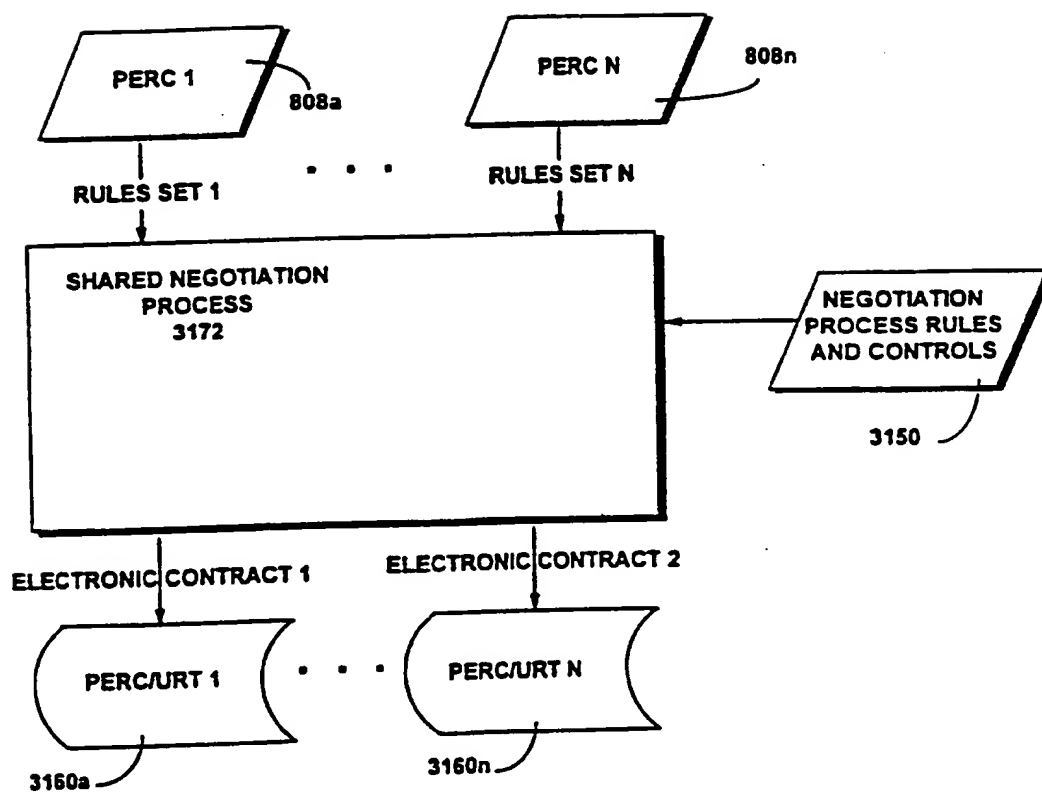 PERC 1
808a
PERC N
808n
RULES SET 1
RULES SET N
SHARED NEGOTIATION
PROCESS
3172
NEGOTIATION
PROCESS RULES
AND CONTROLS
3150
ELECTRONIC CONTRACT 1
ELECTRONIC CONTRACT 2
PERC/URT 1
PERC/URT N
3160a
3160n